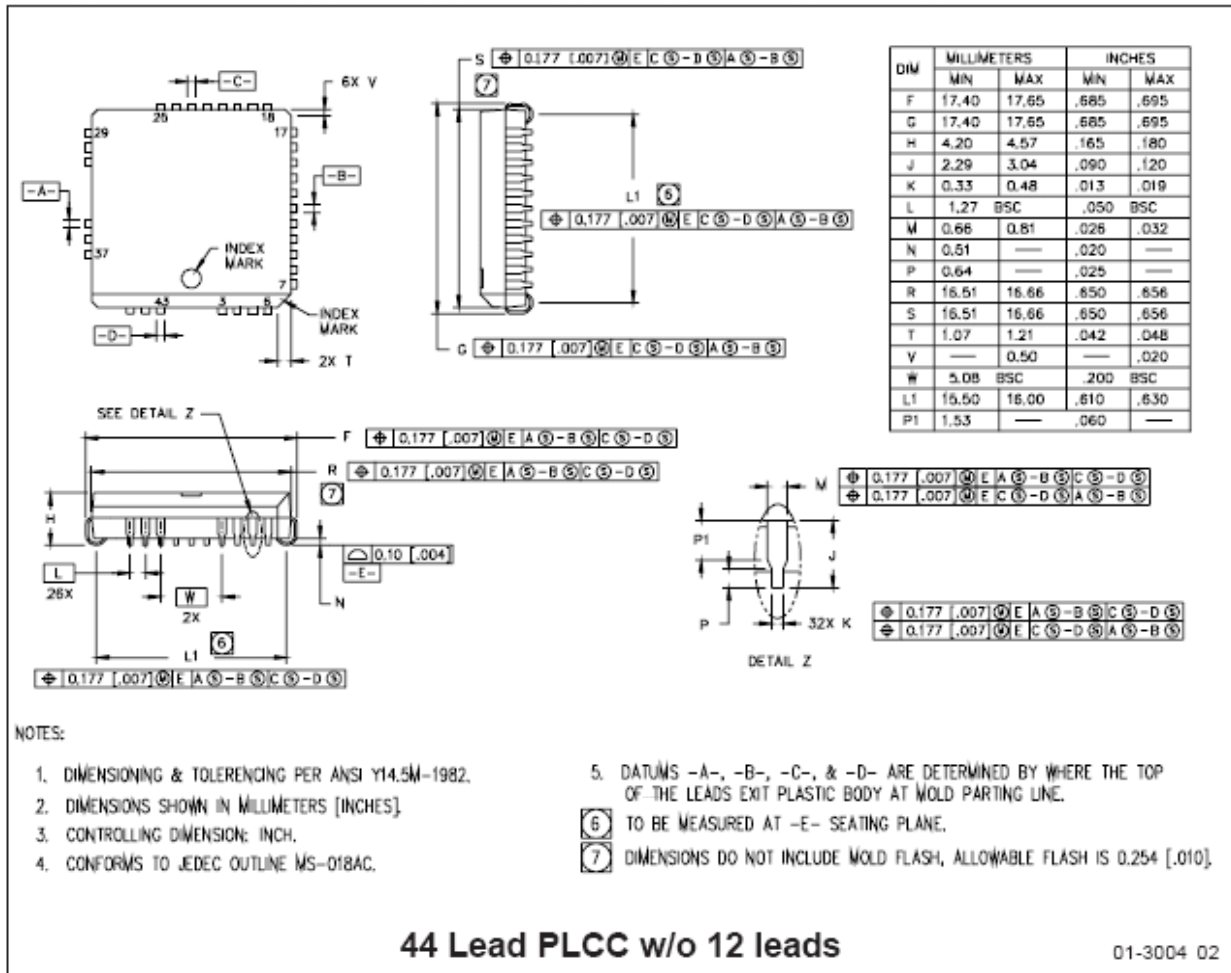 S ⌖ 0.177 [.007] Ⓜ E C Ⓢ-D Ⓢ A Ⓢ-B Ⓢ
7
-C-
6X V
26
18
29
17
-A-
-B-
L1 6
⌖ 0.177 [.007] Ⓜ E C Ⓢ-D Ⓢ A Ⓢ-B Ⓢ
37
INDEX
MARK
7
43
3
6
-D-
INDEX
MARK
2X T
G ⌖ 0.177 [.007] Ⓜ E C Ⓢ-D Ⓢ A Ⓢ-B Ⓢ
DIM MILLIMETERS INCHES
MIN MAX MIN MAX
F 17.40 17.65 .685 .695
G 17.40 17.65 .685 .695
H 4.20 4.57 .165 .180
J 2.29 3.04 .090 .120
K 0.33 0.48 .013 .019
L 1.27 BSC .050 BSC
M 0.66 0.81 .026 .032
N 0.51 — .020 —
P 0.64 — .025 —
R 16.51 16.66 .650 .656
S 16.51 16.66 .650 .656
T 1.07 1.21 .042 .048
V — 0.50 — .020
W 5.08 BSC .200 BSC
L1 15.50 16.00 .610 .630
P1 1.53 — .060 —
SEE DETAIL Z
F ⌖ 0.177 [.007] Ⓜ E A Ⓢ-B Ⓢ C Ⓢ-D Ⓢ
R ⌖ 0.177 [.007] Ⓜ E A Ⓢ-B Ⓢ C Ⓢ-D Ⓢ
7
H
⌓ 0.10 [.004]
-E-
L
26X
W
2X
N
L1 6
⌖ 0.177 [.007] Ⓜ E A Ⓢ-B Ⓢ C Ⓢ-D Ⓢ
M ⌖ 0.177 [.007] Ⓜ E A Ⓢ-B Ⓢ C Ⓢ-D Ⓢ
⌖ 0.177 [.007] Ⓜ E C Ⓢ-D Ⓢ A Ⓢ-B Ⓢ
P1
J
P
32X K
⌖ 0.177 [.007] Ⓜ E A Ⓢ-B Ⓢ C Ⓢ-D Ⓢ
⌖ 0.177 [.007] Ⓜ E C Ⓢ-D Ⓢ A Ⓢ-B Ⓢ
DETAIL Z
NOTES:
1. DIMENSIONING & TOLERENCING PER ANSI Y14.5M-1982.
2. DIMENSIONS SHOWN IN MILLIMETERS [INCHES].
3. CONTROLLING DIMENSION: INCH.
4. CONFORMS TO JEDEC OUTLINE MS-018AC.
5. DATUMS -A-, -B-, -C-, & -D- ARE DETERMINED BY WHERE THE TOP
OF THE LEADS EXIT PLASTIC BODY AT MOLD PARTING LINE.
6 TO BE MEASURED AT -E- SEATING PLANE.
7 DIMENSIONS DO NOT INCLUDE MOLD FLASH, ALLOWABLE FLASH IS 0.254 [.010].
44 Lead PLCC w/o 12 leads
01-3004 02